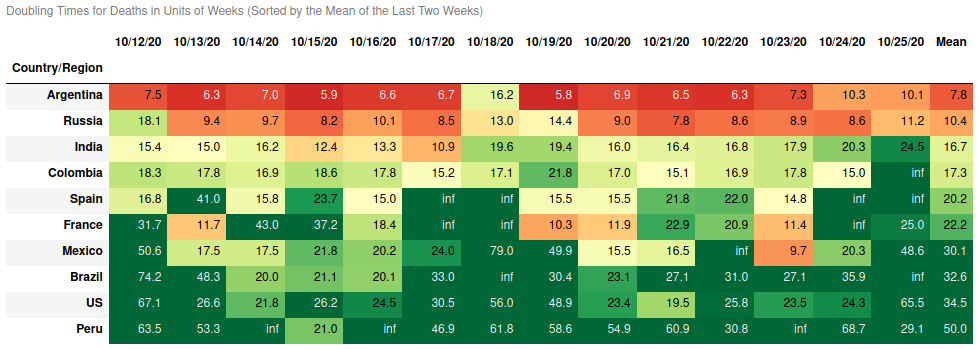 Doubling Times for Deaths in Units of Weeks (Sorted by the Mean of the Last Two Weeks)
10/12/20 10/13/20 10/14/20 10/15/20 10/16/20 10/17/20 10/18/20 10/19/20 10/20/20 10/21/20 10/22/20 10/23/20 10/24/20 10/25/20 Mean
Country/Region
Argentina 7.5 6.3 7.0 5.9 6.6 6.7 16.2 5.8 6.9 6.5 6.3 7.3 10.3 10.1 7.8
Russia 18.1 9.4 9.7 8.2 10.1 8.5 13.0 14.4 9.0 7.8 8.6 8.9 8.6 11.2 10.4
India 15.4 15.0 16.2 12.4 13.3 10.9 19.6 19.4 16.0 16.4 16.8 17.9 20.3 24.5 16.7
Colombia 18.3 17.8 16.9 18.6 17.8 15.2 17.1 21.8 17.0 15.1 16.9 17.8 15.0 inf 17.3
Spain 16.8 41.0 15.8 23.7 15.0 inf inf 15.5 15.5 21.8 22.0 14.8 inf inf 20.2
France 31.7 11.7 43.0 37.2 18.4 inf inf 10.3 11.9 22.9 20.9 11.4 inf 25.0 22.2
Mexico 50.6 17.5 17.5 21.8 20.2 24.0 79.0 49.9 15.5 16.5 inf 9.7 20.3 48.6 30.1
Brazil 74.2 48.3 20.0 21.1 20.1 33.0 inf 30.4 23.1 27.1 31.0 27.1 35.9 inf 32.6
US 67.1 26.6 21.8 26.2 24.5 30.5 56.0 48.9 23.4 19.5 25.8 23.5 24.3 65.5 34.5
Peru 63.5 53.3 inf 21.0 inf 46.9 61.8 58.6 54.9 60.9 30.8 inf 68.7 29.1 50.0